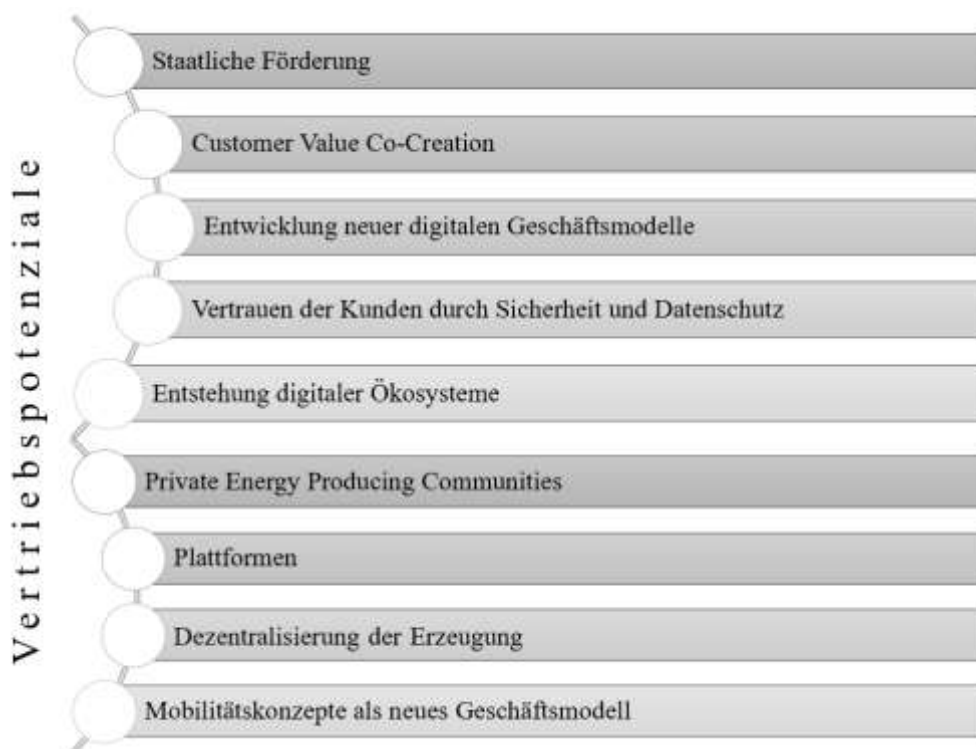 Vertriebspotenziale
Staatliche Förderung
Customer Value Co-Creation
Entwicklung neuer digitalen Geschäftsmodelle
Vertrauen der Kunden durch Sicherheit und Datenschutz
Entstehung digitaler Ökosysteme
Private Energy Producing Communities
Plattformen
Dezentralisierung der Erzeugung
Mobilitätskonzepte als neues Geschäftsmodell